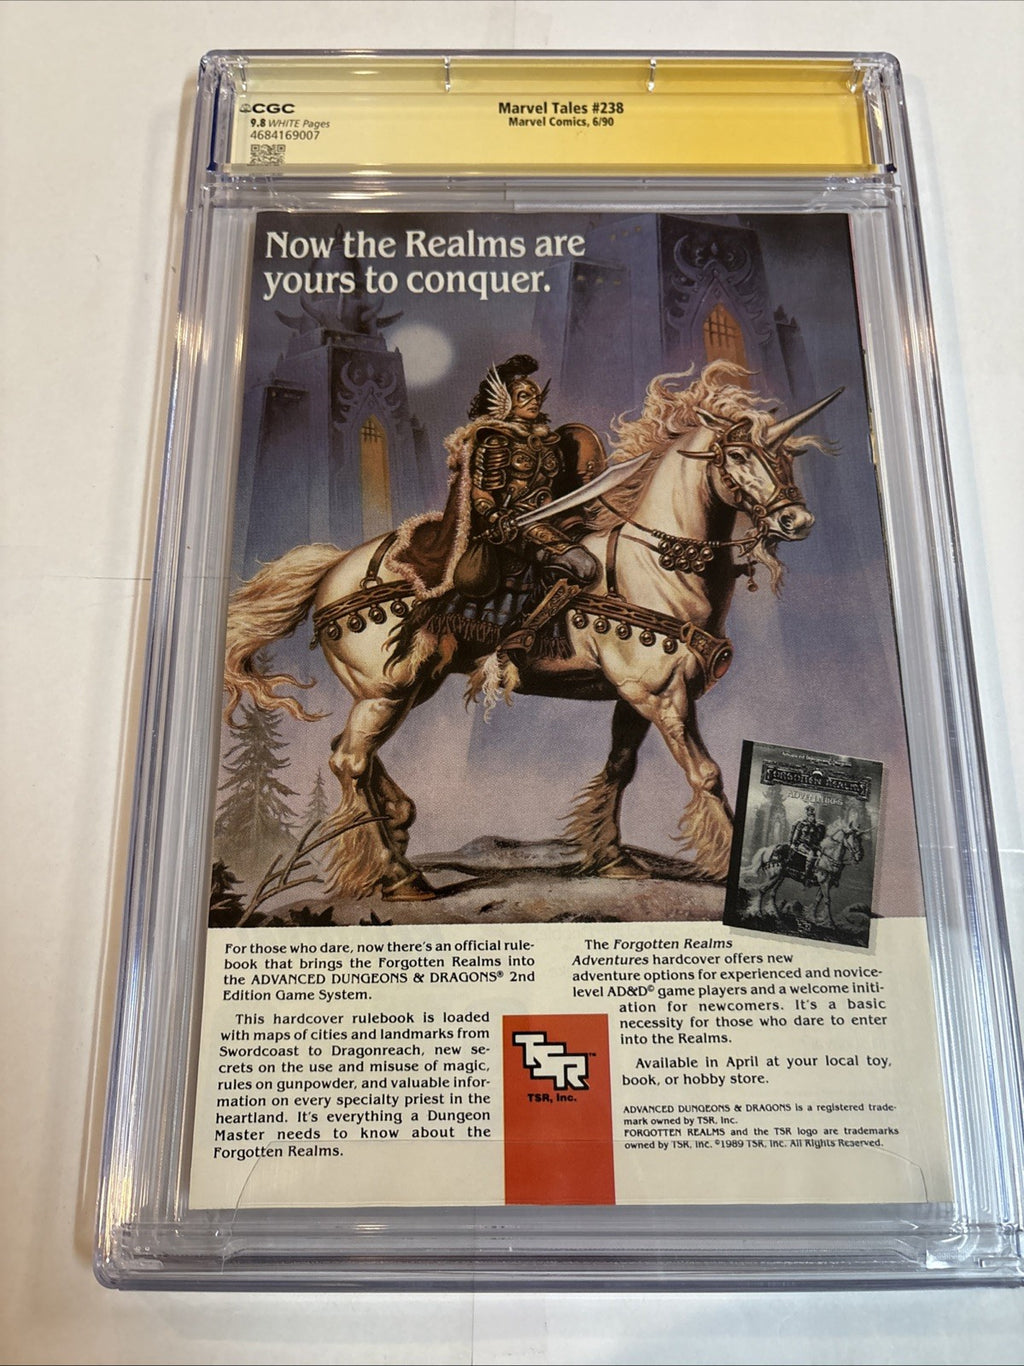 CGC
9.8 WHITE Pages
4684169007
Marvel Tales #238
Marvel Comics, 6/90
Now the Realms are
yours to conquer.
FORGOTTEN REALMS
ADVENTURES
For those who dare, now there's an official rule-
book that brings the Forgotten Realms into
the ADVANCED DUNGEONS & DRAGONS® 2nd
Edition Game System.
This hardcover rulebook is loaded
with maps of cities and landmarks from
Swordcoast to Dragonreach, new se-
crets on the use and misuse of magic,
rules on gunpowder, and valuable infor-
mation on every specialty priest in the
heartland. It's everything a Dungeon
Master needs to know about the
Forgotten Realms.
TSR™
TSR, Inc.
The Forgotten Realms
Adventures hardcover offers new
adventure options for experienced and novice-
level AD&D© game players and a welcome initi-
ation for newcomers. It's a basic
necessity for those who dare to enter
into the Realms.
Available in April at your local toy,
book, or hobby store.
ADVANCED DUNGEONS & DRAGONS is a registered trade-
mark owned by TSR, Inc.
FORGOTTEN REALMS and the TSR logo are trademarks
owned by TSR, Inc. ©1989 TSR, Inc. All Rights Reserved.